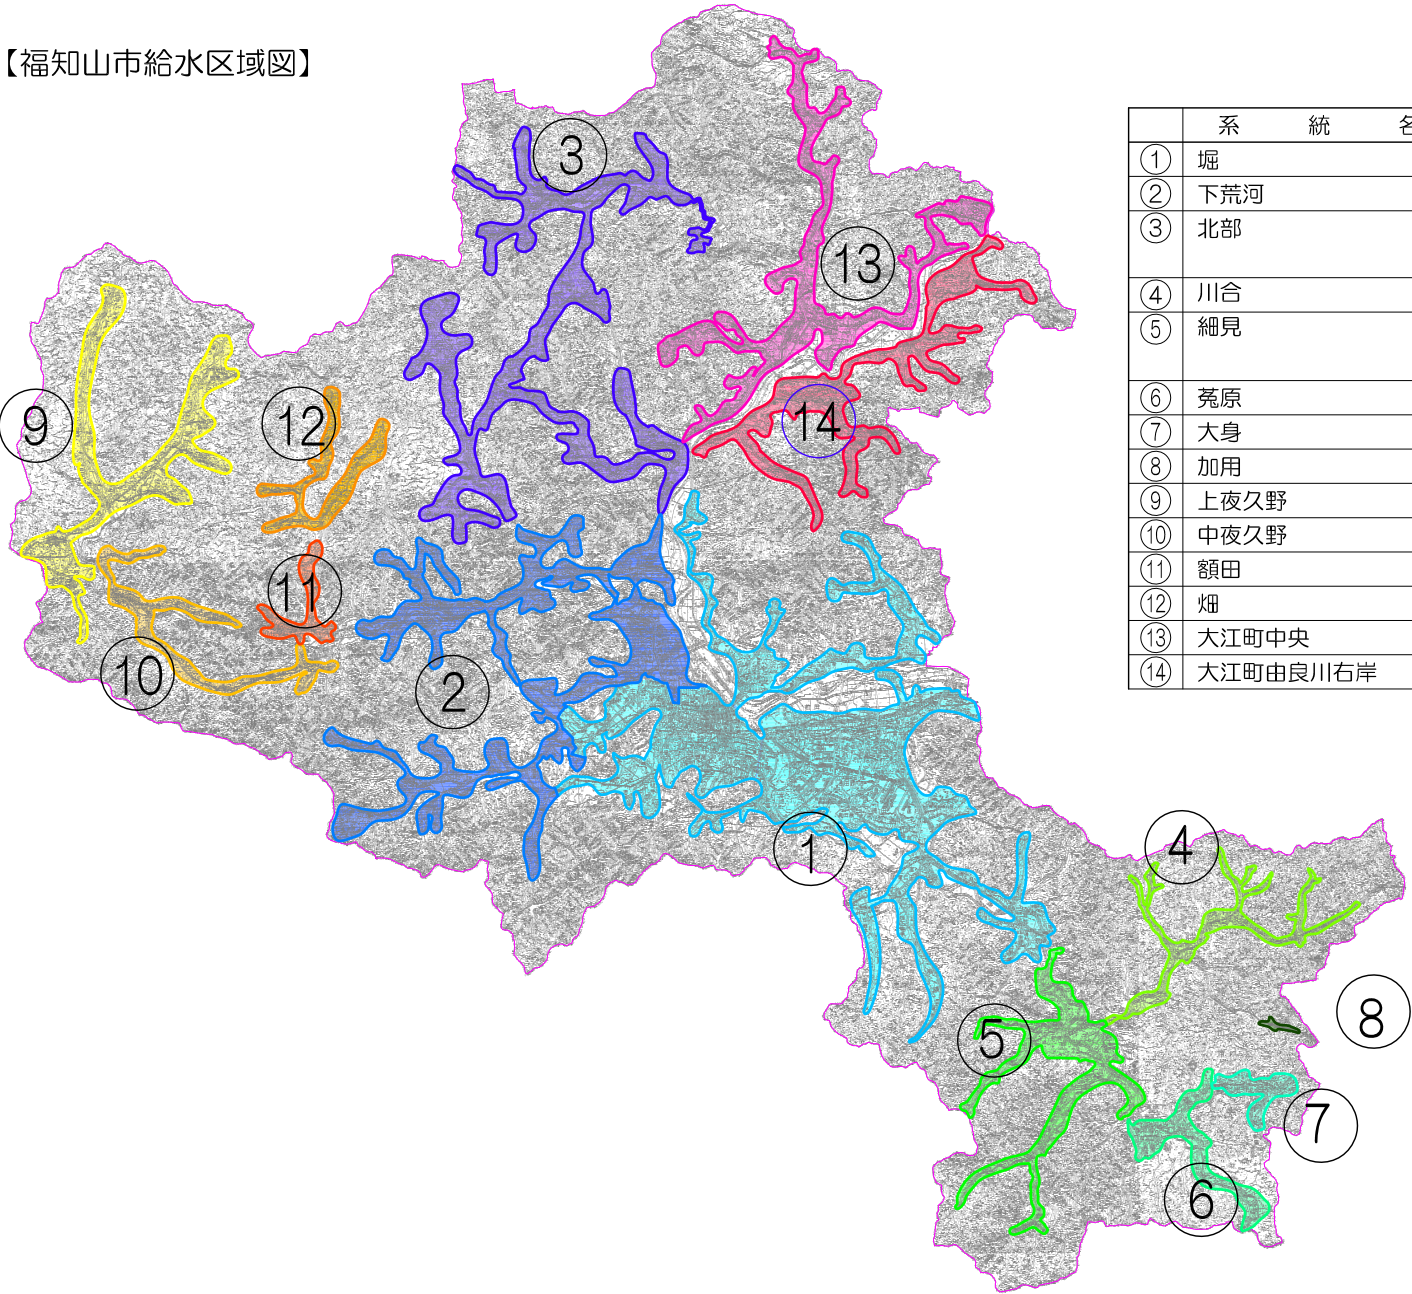 【福知山市給水区域図】
系 統 名
① 堀
② 下荒河
③ 北部
④ 川合
⑤ 細見
⑥ 菟原
⑦ 大身
⑧ 加用
⑨ 上夜久野
⑩ 中夜久野
⑪ 額田
⑫ 畑
⑬ 大江町中央
⑭ 大江町由良川右岸
③
⑬
⑨
⑫
⑭
⑪
⑩
②
①
④
⑧
⑤
⑦
⑥